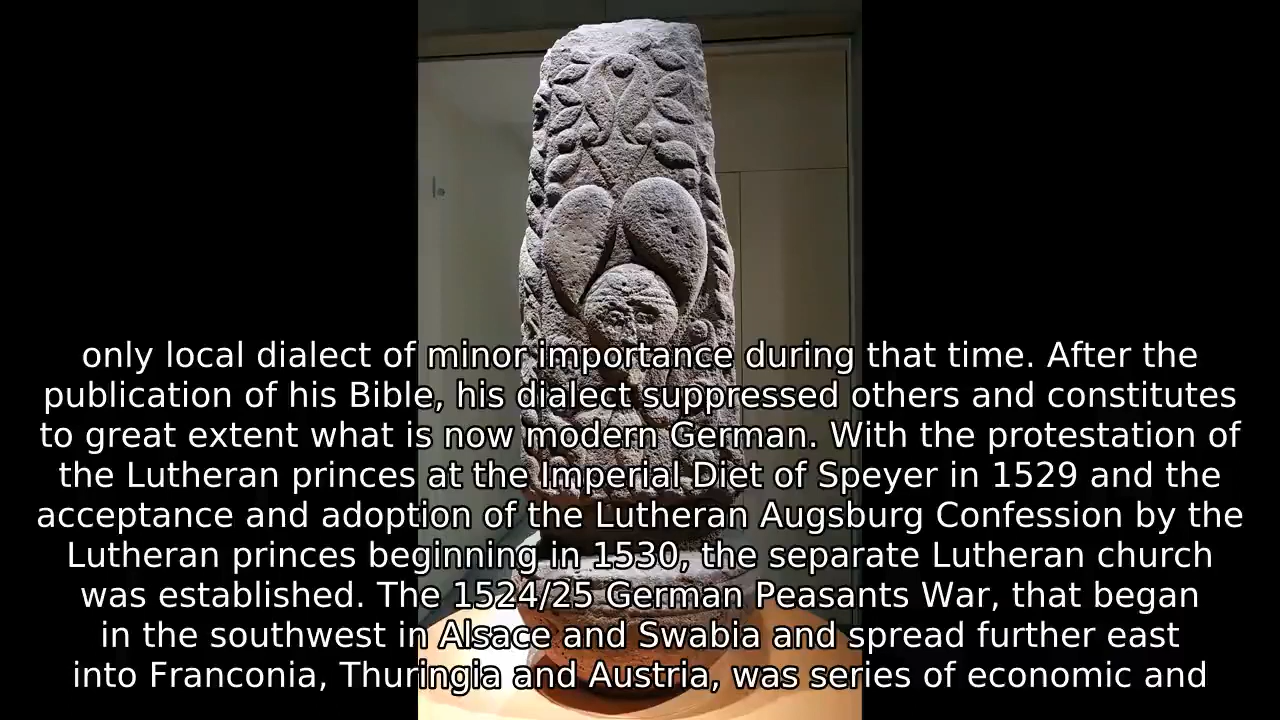 only local dialect of minor importance during that time. After the
publication of his Bible, his dialect suppressed others and constitutes
to great extent what is now modern German. With the protestation of
the Lutheran princes at the Imperial Diet of Speyer in 1529 and the
acceptance and adoption of the Lutheran Augsburg Confession by the
Lutheran princes beginning in 1530, the separate Lutheran church
was established. The 1524/25 German Peasants War, that began
in the southwest in Alsace and Swabia and spread further east
into Franconia, Thuringia and Austria, was series of economic and